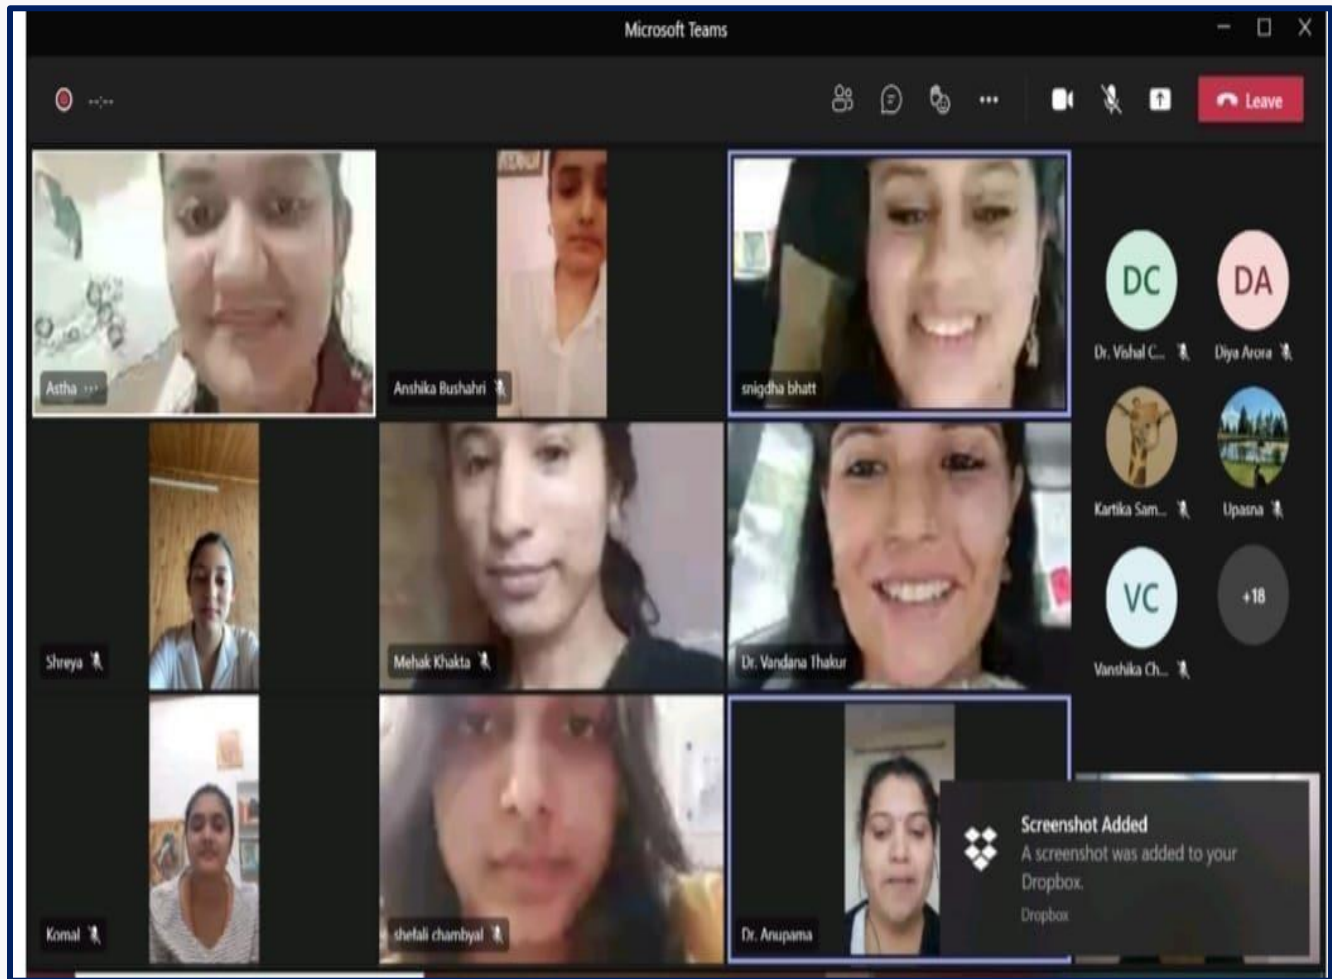 Microsoft Teams
--:--
Leave
Astha ...
Anshika Bushahri
snigdha bhatt
DC
DA
Dr. Vishal C...
Diya Arora
Shreya
Mehak Khakta
Dr. Vandana Thakur
Kartika Sam...
Upasna
VC
+18
Vanshika Ch...
Komal
shefali chambyal
Dr. Anupama
Screenshot Added
A screenshot was added to your
Dropbox.
Dropbox